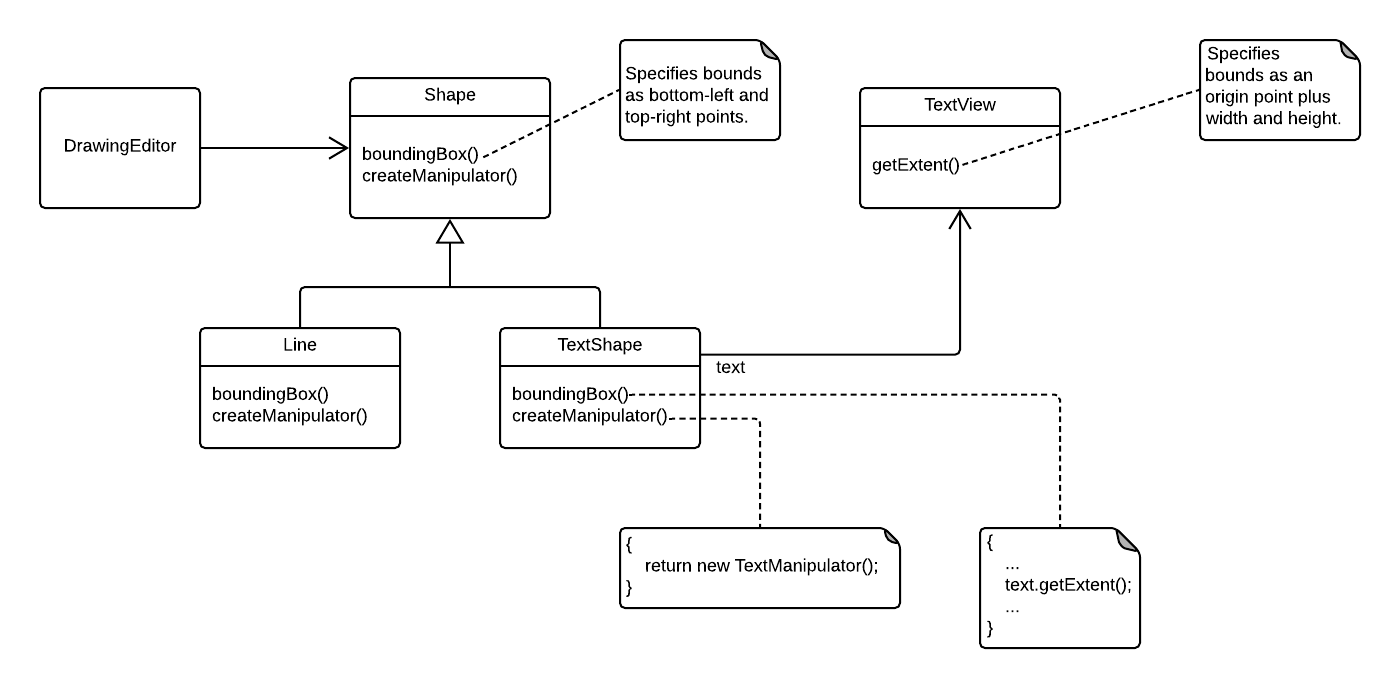 DrawingEditor
Shape
boundingBox()
createManipulator()
Specifies bounds
as bottom-left and
top-right points.
TextView
getExtent()
Specifies
bounds as an
origin point plus
width and height.
Line
boundingBox()
createManipulator()
TextShape
boundingBox()
createManipulator()
text
{
return new TextManipulator();
}
{
...
text.getExtent();
...
}